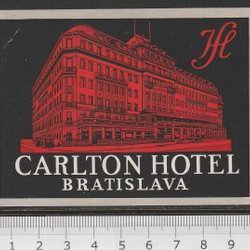 H
CARLTON HOTEL
BRATISLAVA
1 2 3 4 5 6 7 8 9